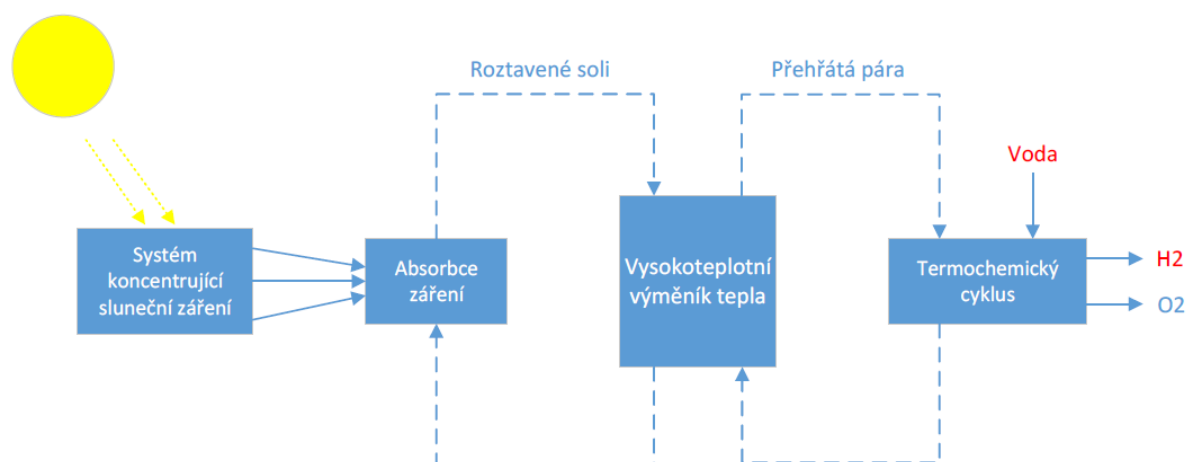 Roztavené soli
Přehřátá pára
Voda
Systém
koncentrující
sluneční záření
Absorbce
záření
Vysokoteplotní
výměník tepla
Termochemický
cyklus
H2
O2